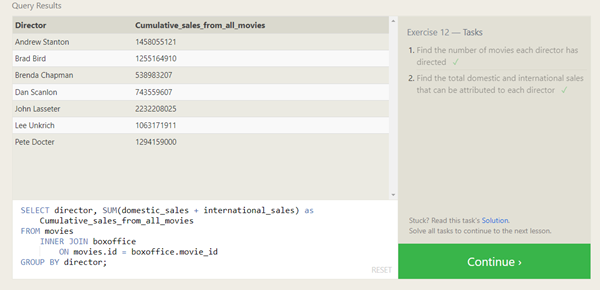 Query Results
Director Cumulative_sales_from_all_movies
Andrew Stanton 1458055121
Brad Bird 1255164910
Brenda Chapman 538983207
Dan Scanlon 743559607
John Lasseter 2232208025
Lee Unkrich 1063171911
Pete Docter 1294159000
SELECT director, SUM(domestic_sales + international_sales) as
Cumulative_sales_from_all_movies
FROM movies
INNER JOIN boxoffice
ON movies.id = boxoffice.movie_id
GROUP BY director;
RESET
Exercise 12 — Tasks
1. Find the number of movies each director has
directed ✓
2. Find the total domestic and international sales
that can be attributed to each director ✓
Stuck? Read this task's Solution.
Solve all tasks to continue to the next lesson.
Continue ›